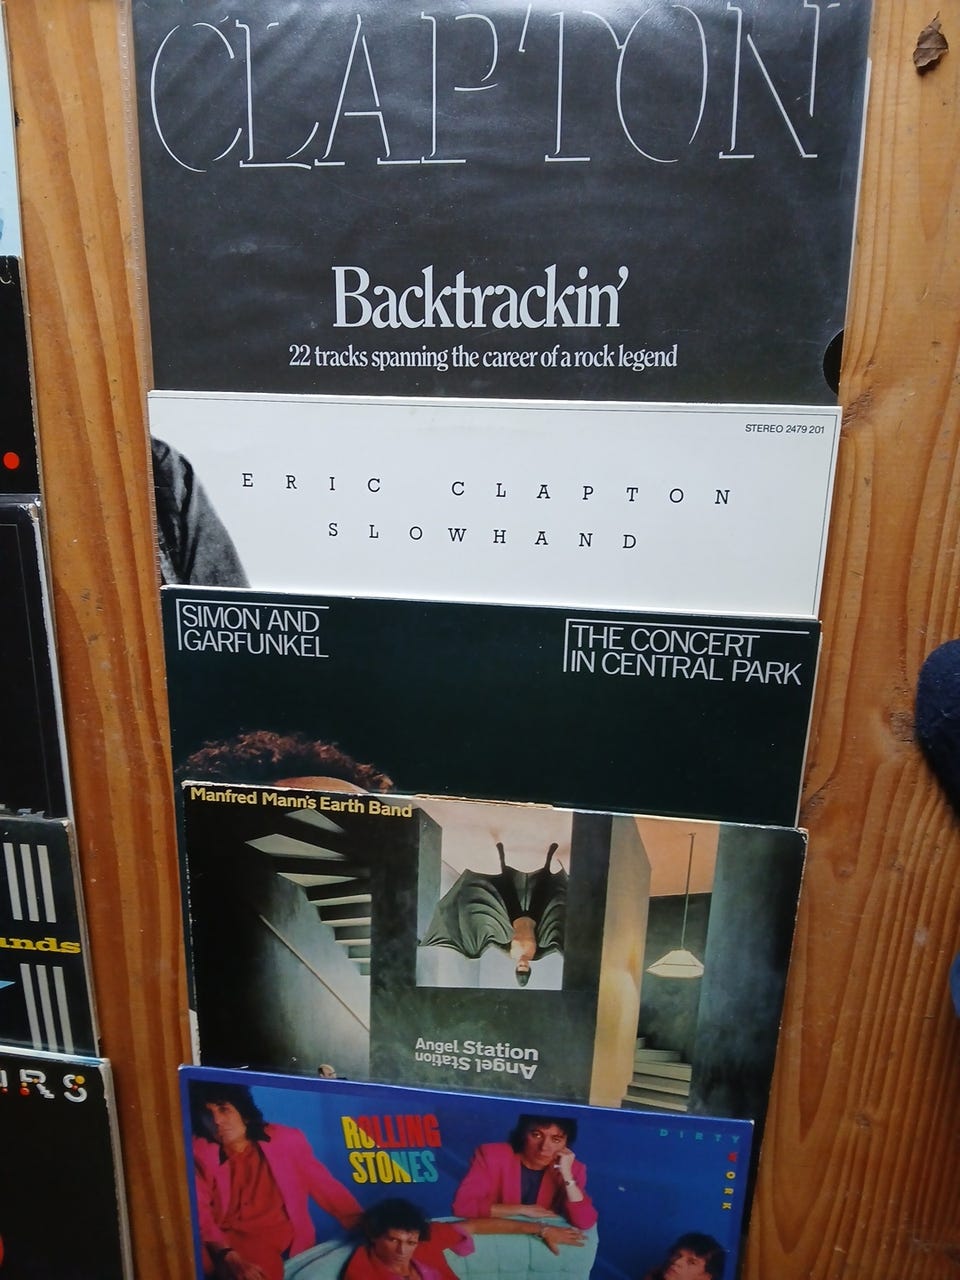 CLAPTON
Backtrackin'
22 tracks spanning the career of a rock legend
STEREO 2479 201
ERIC CLAPTON
SLOWHAND
SIMON AND
GARFUNKEL
THE CONCERT
IN CENTRAL PARK
Manfred Mann's Earth Band
Angel Station
Angel Station
ROLLING
STONES
DIRTY
WORK